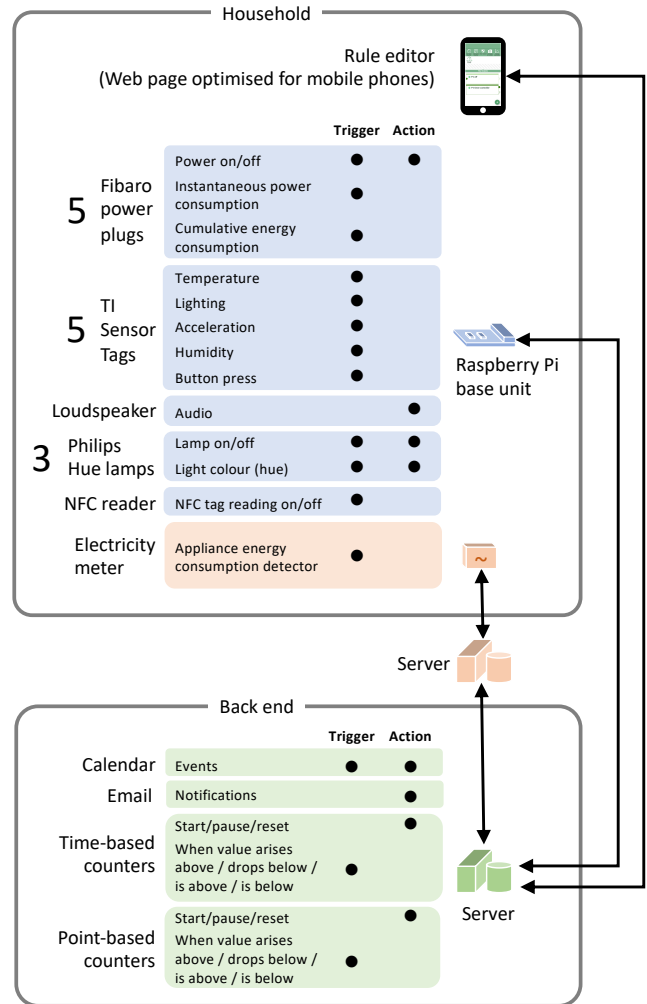 Household
Rule editor
(Web page optimised for mobile phones)
Trigger Action
5 Fibaro power plugs
Power on/off
Instantaneous power
consumption
Cumulative energy
consumption
5 TI Sensor Tags
Temperature
Lighting
Acceleration
Humidity
Button press
Raspberry Pi
base unit
Loudspeaker
Audio
3 Philips Hue lamps
Lamp on/off
Light colour (hue)
NFC reader
NFC tag reading on/off
Electricity
meter
Appliance energy
consumption detector
~
Server
Back end
Trigger Action
Calendar
Events
Email
Notifications
Time-based
counters
Start/pause/reset
When value arises
above / drops below /
is above / is below
Server
Point-based
counters
Start/pause/reset
When value arises
above / drops below /
is above / is below